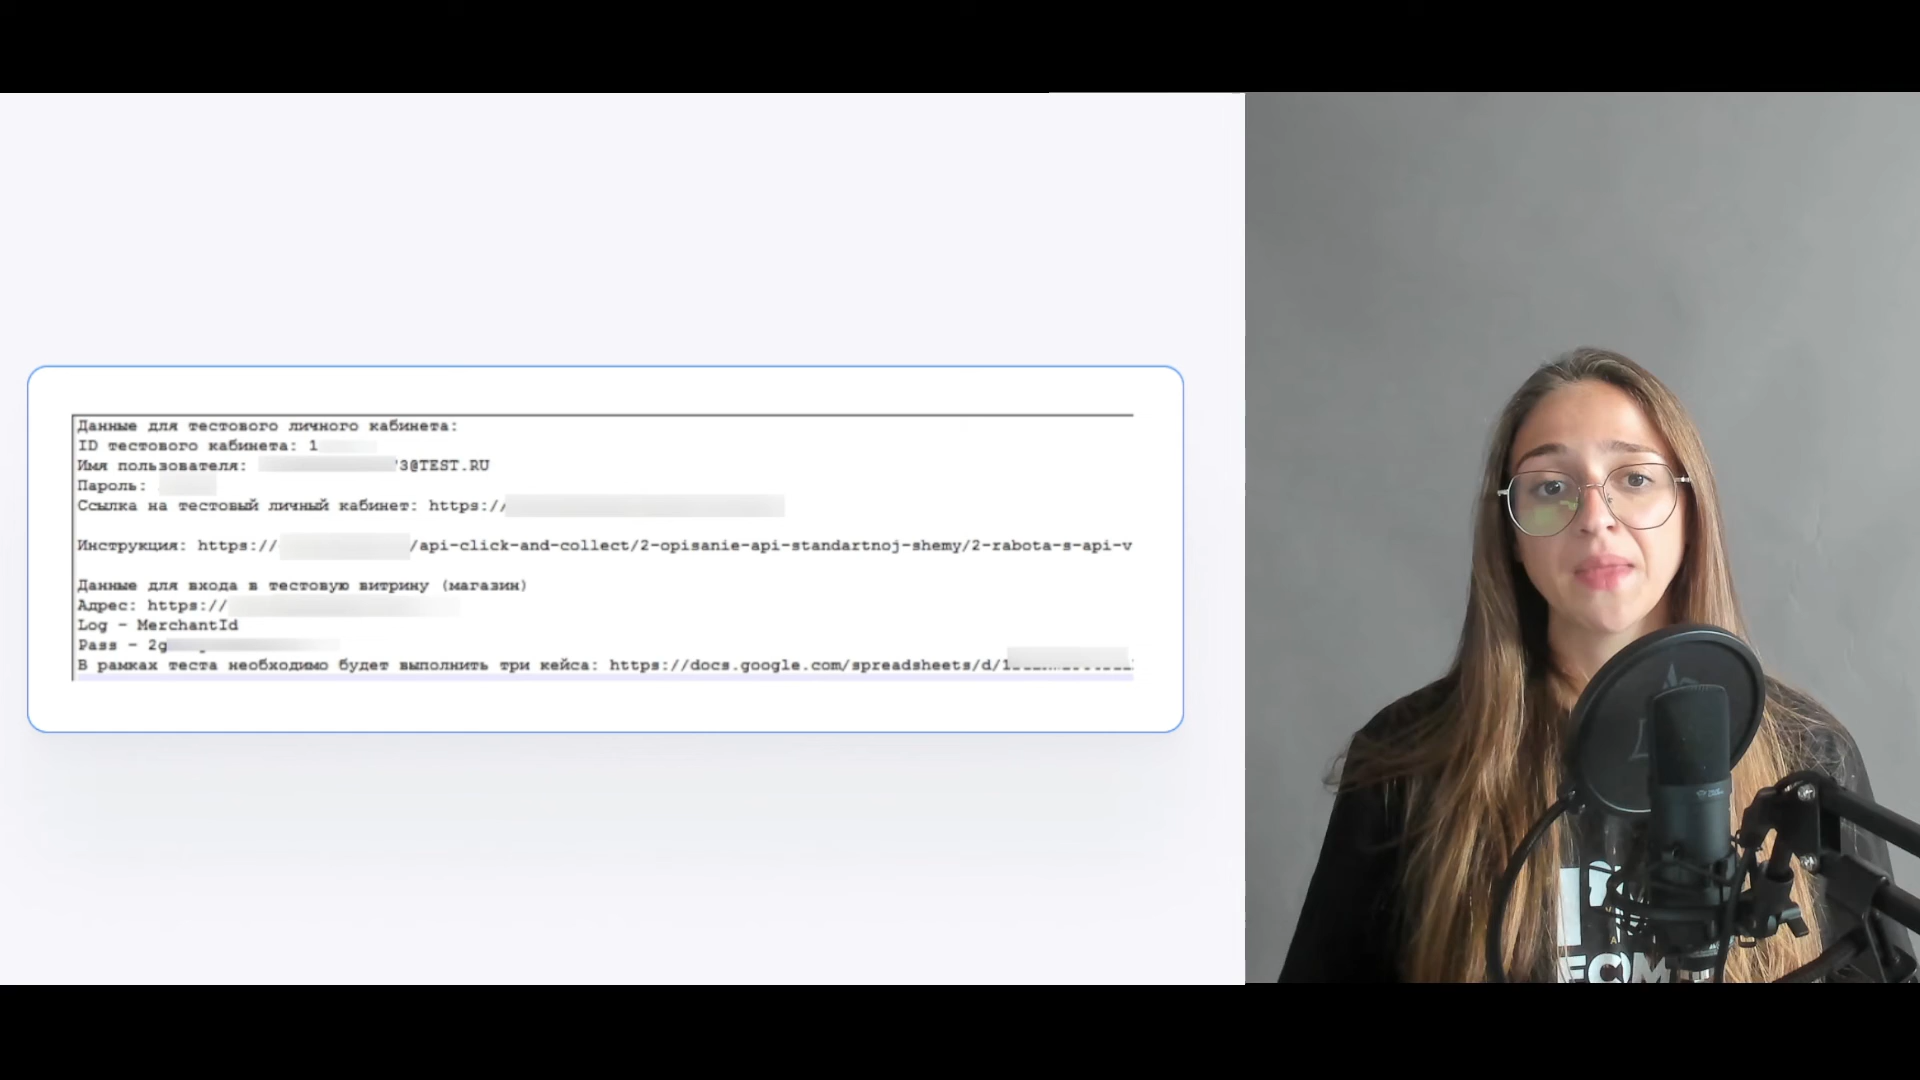 Данные для тестового личного кабинета:
ID тестового кабинета: 1
Имя пользователя: 3@TEST.RU
Пароль:
Ссылка на тестовый личный кабинет: https://
Инструкция: https:// /api-click-and-collect/2-opisanie-api-standartnoj-shemy/2-rabota-s-api-v
Данные для входа в тестовую витрину (магазин)
Адрес: https://
Log - MerchantId
Pass - 2g
В рамках теста необходимо будет выполнить три кейса: https://docs.google.com/spreadsheets/d/1
ECOM